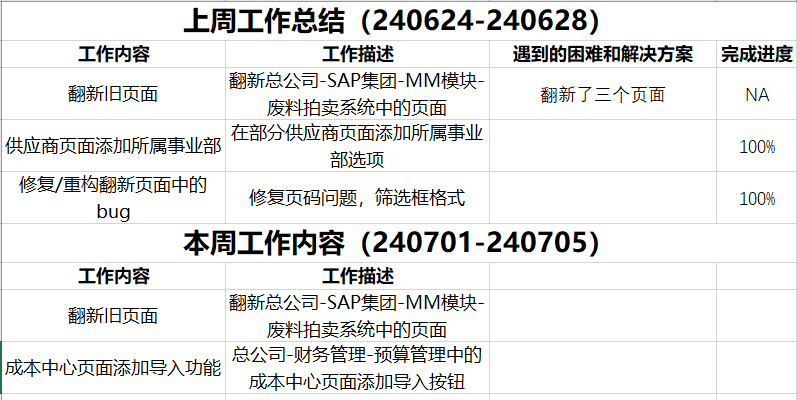 上周工作总结（240624-240628）
工作内容 工作描述 遇到的困难和解决方案 完成进度
翻新旧页面 翻新总公司-SAP集团-MM模块-
废料拍卖系统中的页面 翻新了三个页面 NA
供应商页面添加所属事业部 在部分供应商页面添加所属事业
部选项 100%
修复/重构翻新页面中的
bug 修复页码问题，筛选框格式 100%
本周工作内容（240701-240705）
工作内容 工作描述
翻新旧页面 翻新总公司-SAP集团-MM模块-
废料拍卖系统中的页面
成本中心页面添加导入功能 总公司-财务管理-预算管理中的
成本中心页面添加导入按钮